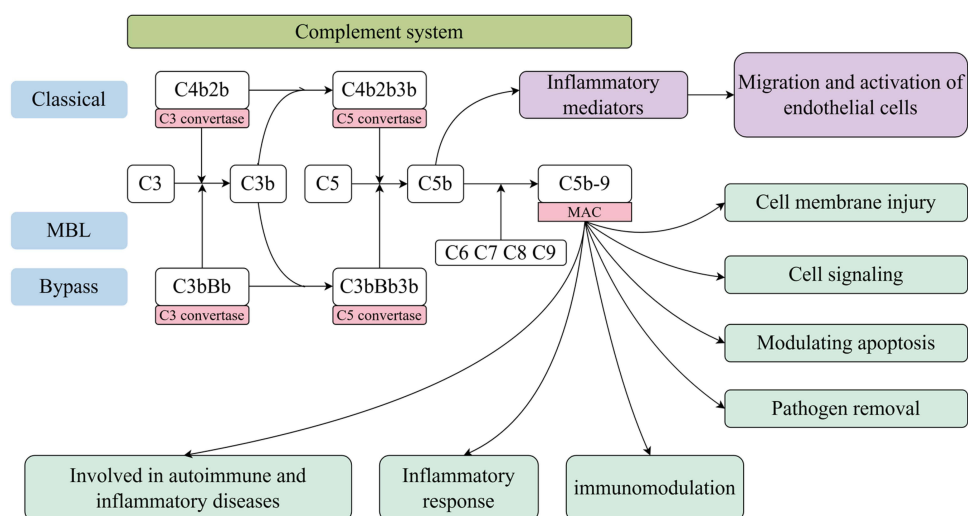 Complement system
Classical
C4b2b
C3 convertase
C4b2b3b
C5 convertase
Inflammatory
mediators
Migration and activation of
endothelial cells
C3
C3b
C5
C5b
C5b-9
MAC
MBL
C6 C7 C8 C9
Bypass
C3bBb
C3 convertase
C3bBb3b
C5 convertase
Cell membrane injury
Cell signaling
Modulating apoptosis
Pathogen removal
Involved in autoimmune and
inflammatory diseases
Inflammatory
response
immunomodulation